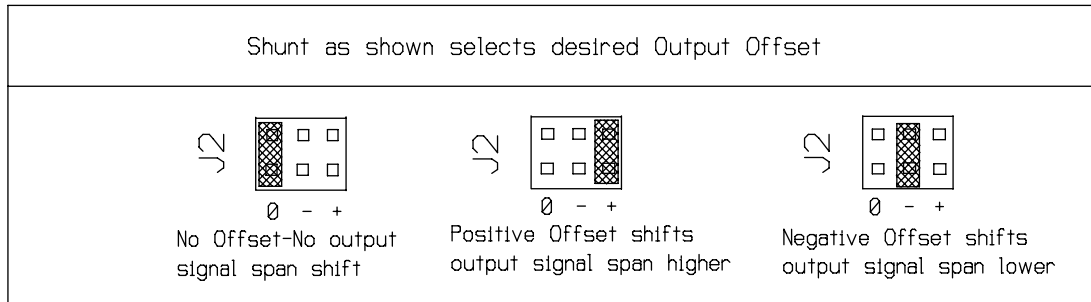 Shunt as shown selects desired Output Offset
J2
0 - +
No Offset-No output
signal span shift
J2
0 - +
Positive Offset shifts
output signal span higher
J2
0 - +
Negative Offset shifts
output signal span lower